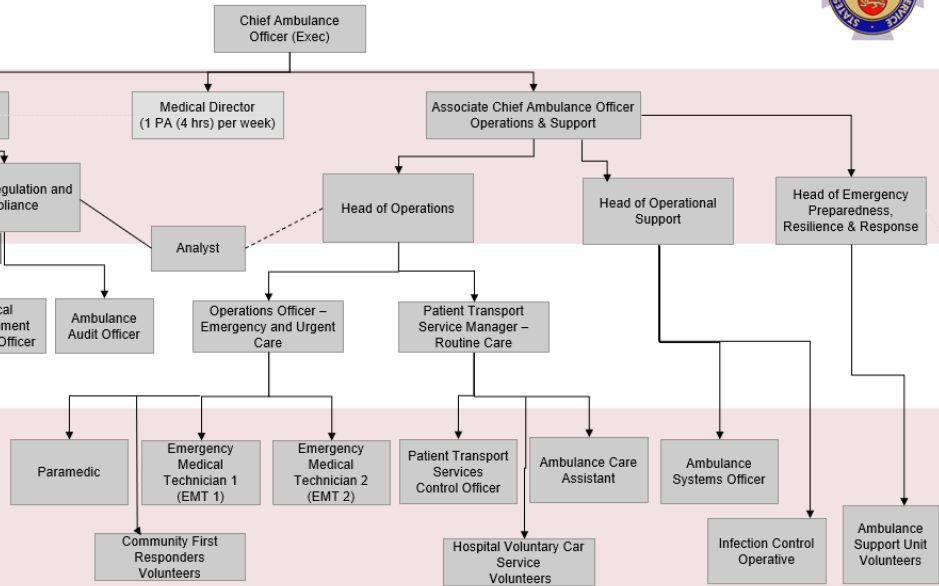 STATES
SERVICE
Chief Ambulance
Officer (Exec)
Medical Director
(1 PA (4 hrs) per week)
Associate Chief Ambulance Officer
Operations & Support
egulation and
pliance
Analyst
Head of Operations
Head of Operational
Support
Head of Emergency
Preparedness,
Resilience & Response
cal
ment
Officer
Ambulance
Audit Officer
Operations Officer –
Emergency and Urgent
Care
Patient Transport
Service Manager –
Routine Care
Paramedic
Emergency
Medical
Technician 1
(EMT 1)
Emergency
Medical
Technician 2
(EMT 2)
Patient Transport
Services
Control Officer
Ambulance Care
Assistant
Ambulance
Systems Officer
Community First
Responders
Volunteers
Hospital Voluntary Car
Service
Volunteers
Infection Control
Operative
Ambulance
Support Unit
Volunteers